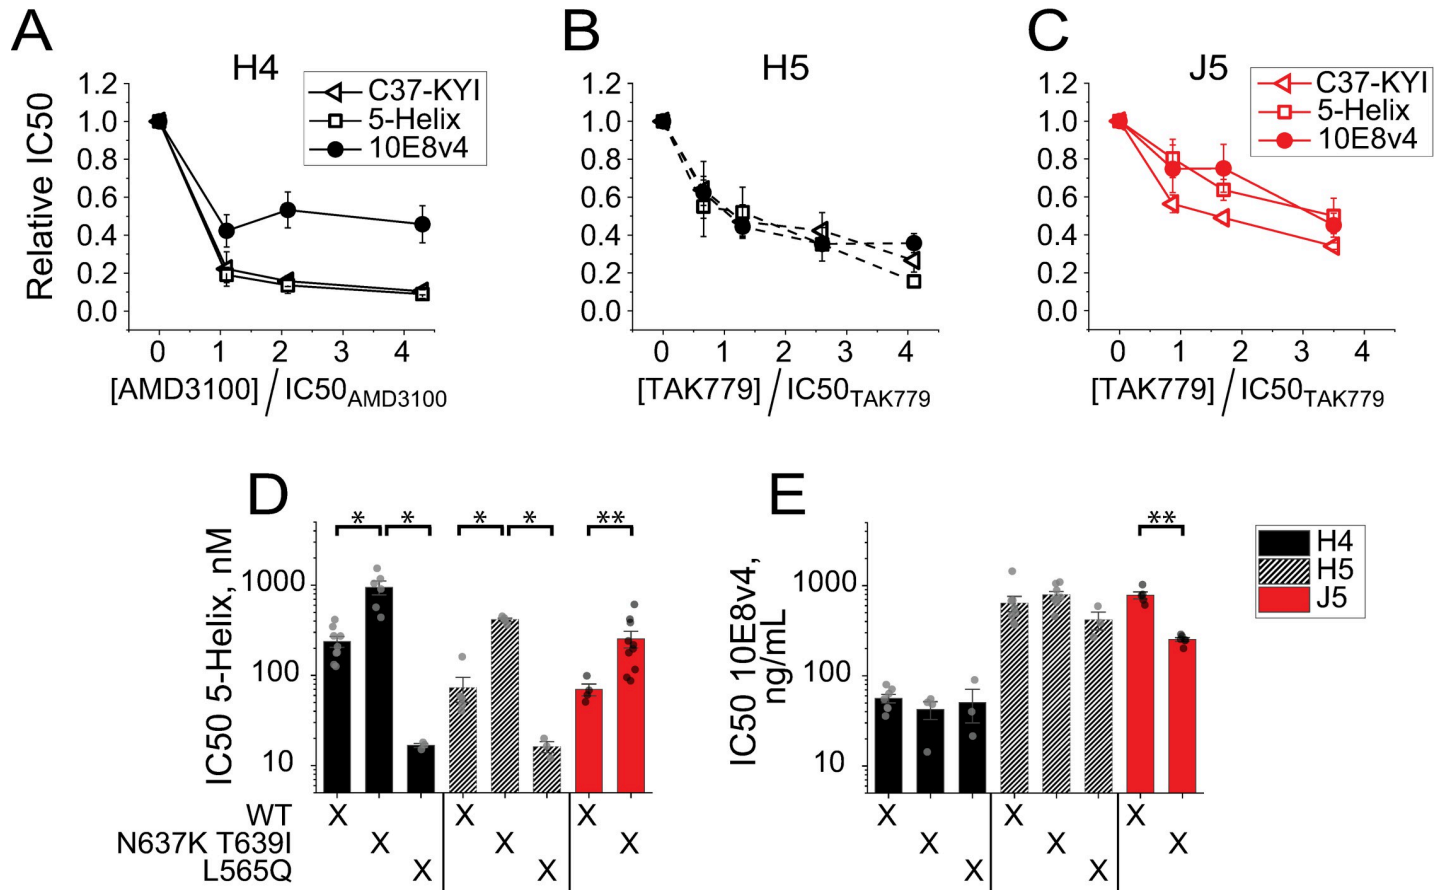 A
H4
C37-KYI
5-Helix
10E8v4
Relative IC50
1.2
1.0
0.8
0.6
0.4
0.2
0.0
0 1 2 3 4
[AMD3100] / IC50AMD3100
B
H5
1.2
1.0
0.8
0.6
0.4
0.2
0.0
0 1 2 3 4
[TAK779] / IC50TAK779
C
J5
C37-KYI
5-Helix
10E8v4
1.2
1.0
0.8
0.6
0.4
0.2
0.0
0 1 2 3 4
[TAK779] / IC50TAK779
D
IC50 5-Helix, nM
1000
100
10
* * * * **
WT X X X
N637K T639I X X X
L565Q X X
E
IC50 10E8v4,
ng/mL
1000
100
10
**
X X X
X X X
X X
H4
H5
J5